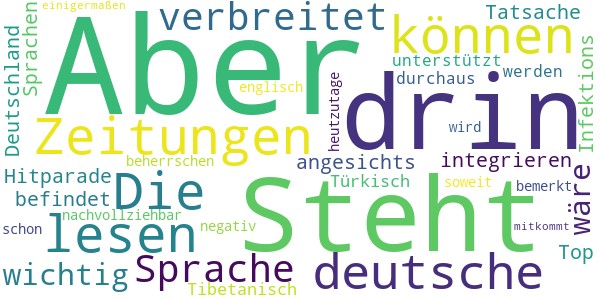 einigermaßen
Aber
verbreitet
können
Tatsache
Deutschland
Sprachen
unterstützt
englisch
durchaus
werden
Infektions
heutzutage
drin
Zeitungen
wird
beherrschen
angesichts
integrieren
Hitparade
Die
Türkisch
soweit
bemerkt
wäre
befindet
nachvollziehbar
lesen
negativ
Steht
mitkommt
schon
Top
wichtig
Sprache
deutsche
Tibetanisch